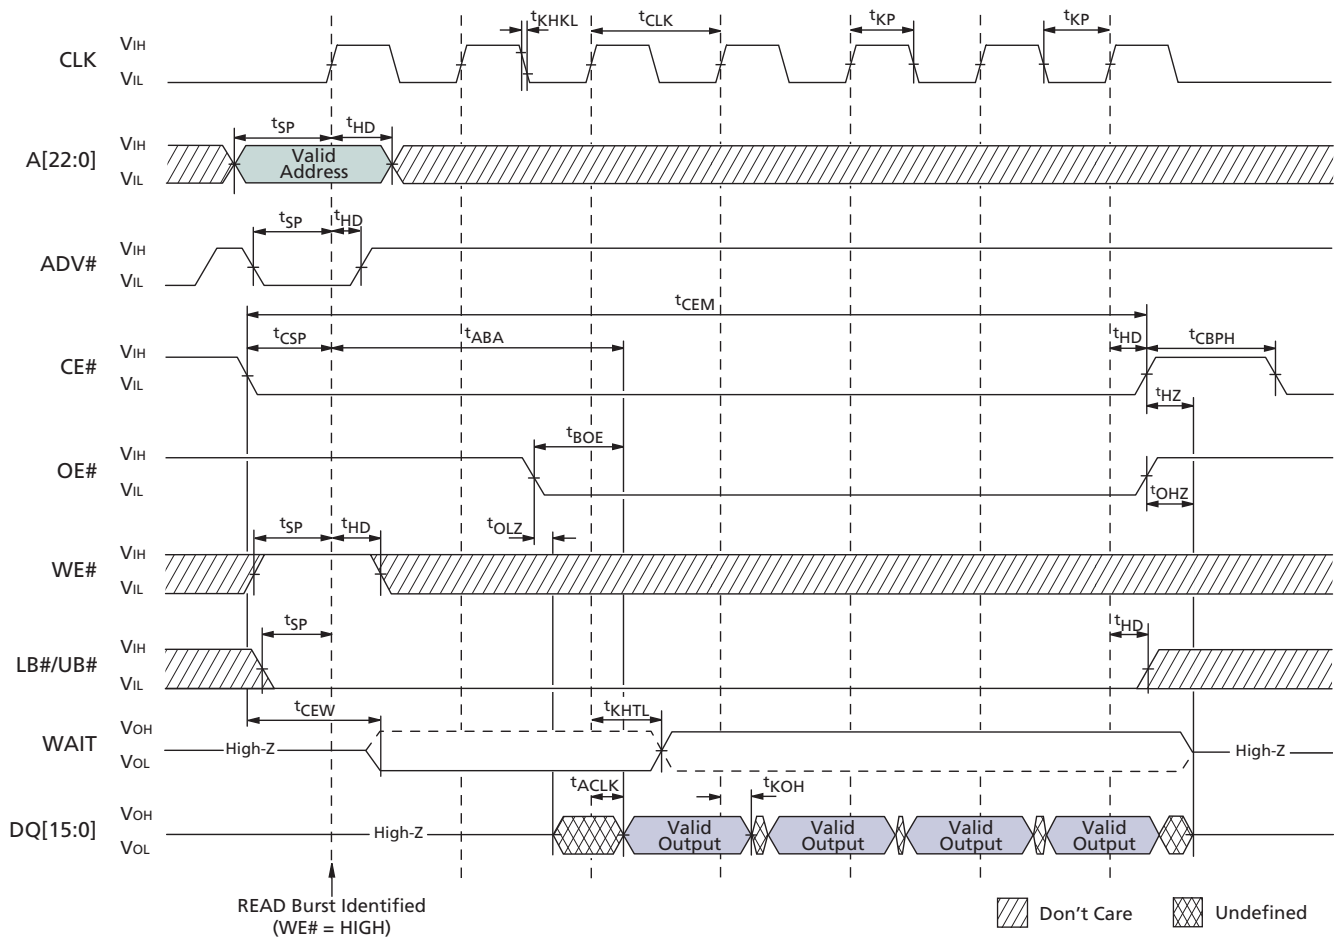 tKHKL tCLK tKP tKP
CLK VIH
VIL
tSP tHD
A[22:0] VIH
VIL
Valid
Address
tSP tHD
ADV# VIH
VIL
tCEM
tCSP tABA tHD tCBPH
CE# VIH
VIL
tHZ
tBOE
OE# VIH
VIL
tOHZ
tSP tHD tOLZ
WE# VIH
VIL
tSP tHD
LB#/UB# VIH
VIL
tCEW tKHTL
WAIT VOH
VOL
High-Z High-Z
tACLK tKOH
DQ[15:0] VOH
VOL
High-Z
Valid
Output
Valid
Output
Valid
Output
Valid
Output
READ Burst Identified
(WE# = HIGH)
Don't Care Undefined